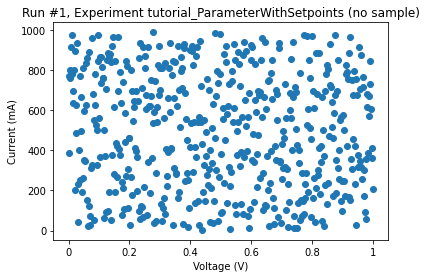 Run #1, Experiment tutorial_ParameterWithSetpoints (no sample)
1000
800
600
400
200
0
Current (mA)
0 0.2 0.4 0.6 0.8 1
Voltage (V)